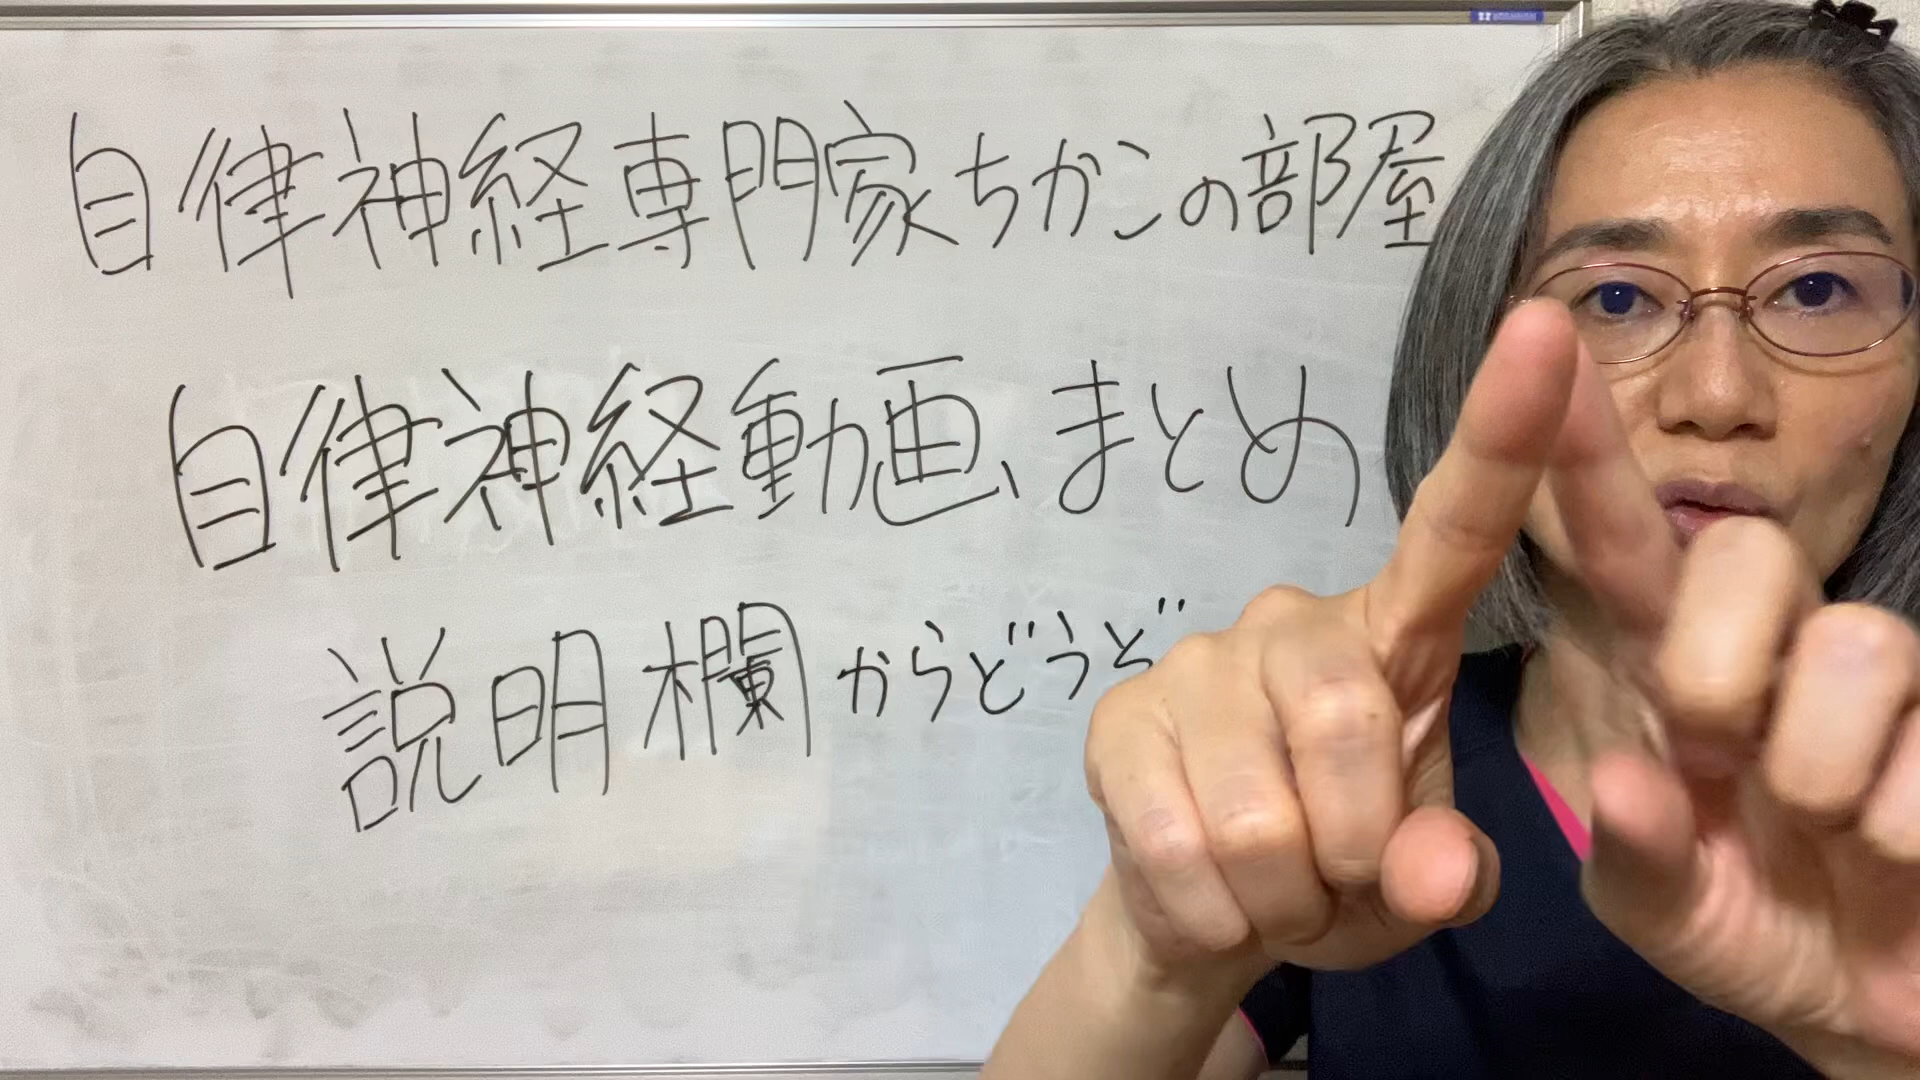 自律神経専門家ちかこの部屋
自律神経動画、まとめ
説明欄からどうぞ